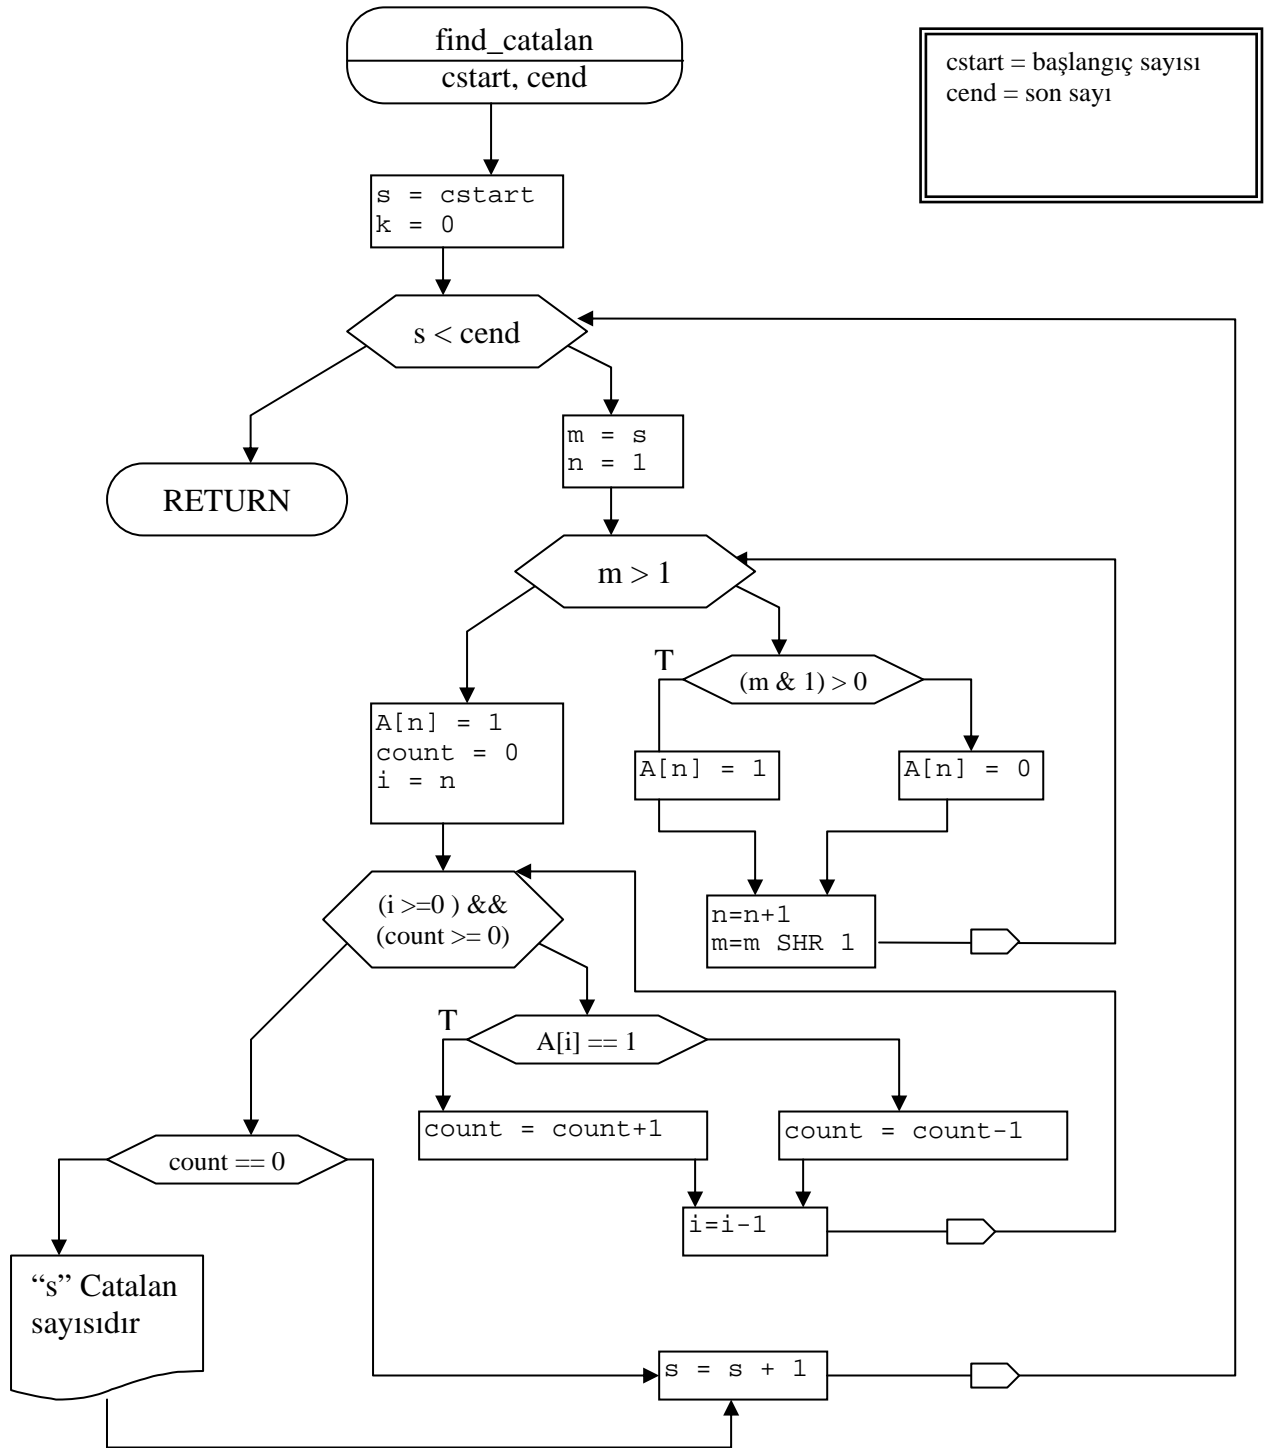 find_catalan
cstart, cend
cstart = başlangıç sayısı
cend = son sayı
s = cstart
k = 0
s < cend
m = s
n = 1
RETURN
m > 1
T
(m & 1) > 0
A[n] = 1
count = 0
i = n
A[n] = 1
A[n] = 0
(i >=0 ) &&
(count >= 0)
n=n+1
m=m SHR 1
T
A[i] == 1
count = count+1
count = count-1
count == 0
i=i-1
“s” Catalan
sayısıdır
s = s + 1